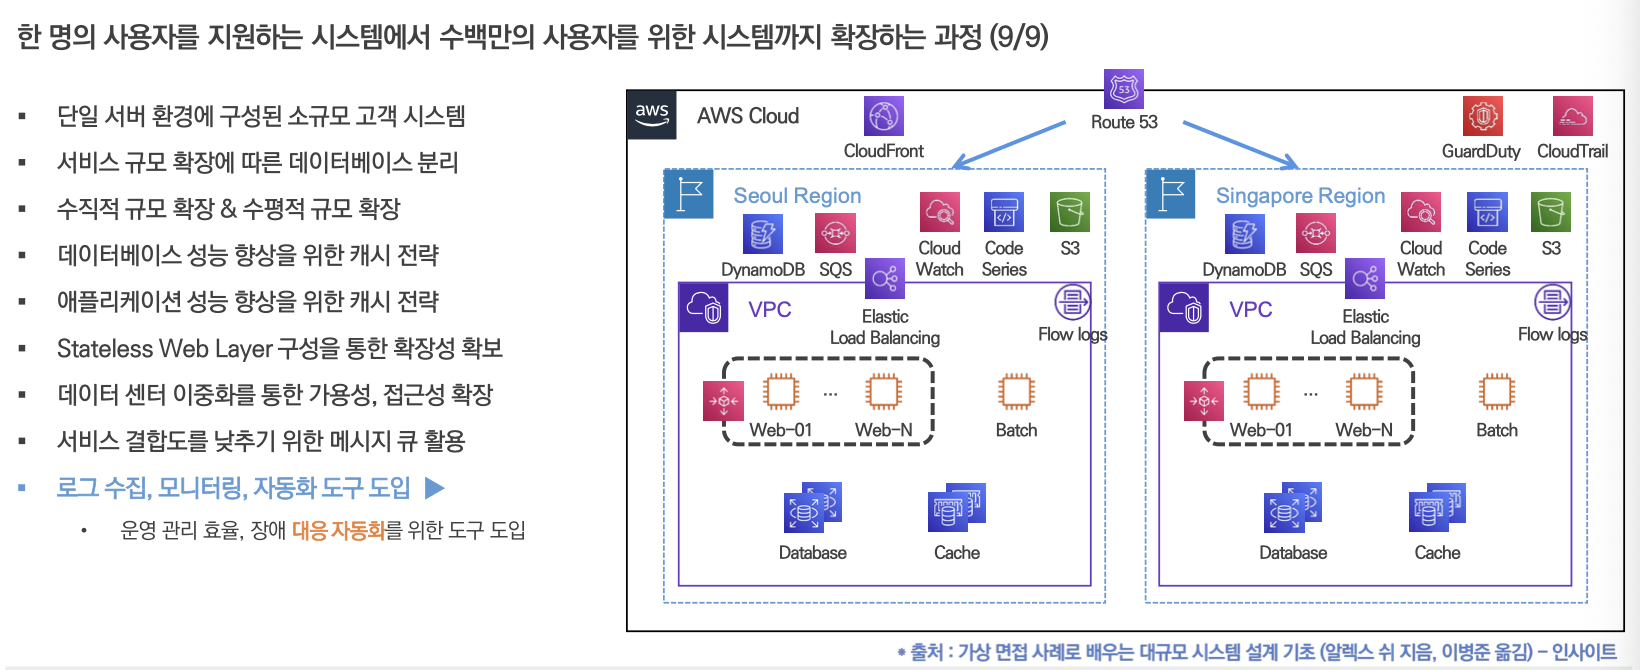 한 명의 사용자를 지원하는 시스템에서 수백만의 사용자를 위한 시스템까지 확장하는 과정 (9/9)
▪ 단일 서버 환경에 구성된 소규모 고객 시스템
▪ 서비스 규모 확장에 따른 데이터베이스 분리
▪ 수직적 규모 확장 & 수평적 규모 확장
▪ 데이터베이스 성능 향상을 위한 캐시 전략
▪ 애플리케이션 성능 향상을 위한 캐시 전략
▪ Stateless Web Layer 구성을 통한 확장성 확보
▪ 데이터 센터 이중화를 통한 가용성, 접근성 확장
▪ 서비스 결합도를 낮추기 위한 메시지 큐 활용
▪ 로그 수집, 모니터링, 자동화 도구 도입 ▶
• 운영 관리 효율, 장애 대응 자동화를 위한 도구 도입
aws
AWS Cloud
CloudFront
53
Route 53
GuardDuty
CloudTrail
Seoul Region
DynamoDB
SQS
Cloud
Watch
Code
Series
S3
VPC
Elastic
Load Balancing
Flow logs
Web-01
...
Web-N
Batch
Database
Cache
Singapore Region
DynamoDB
SQS
Cloud
Watch
Code
Series
S3
VPC
Elastic
Load Balancing
Flow logs
Web-01
...
Web-N
Batch
Database
Cache
* 출처 : 가상 면접 사례로 배우는 대규모 시스템 설계 기초 (알렉스 쉬 지음, 이병준 옮김) – 인사이트